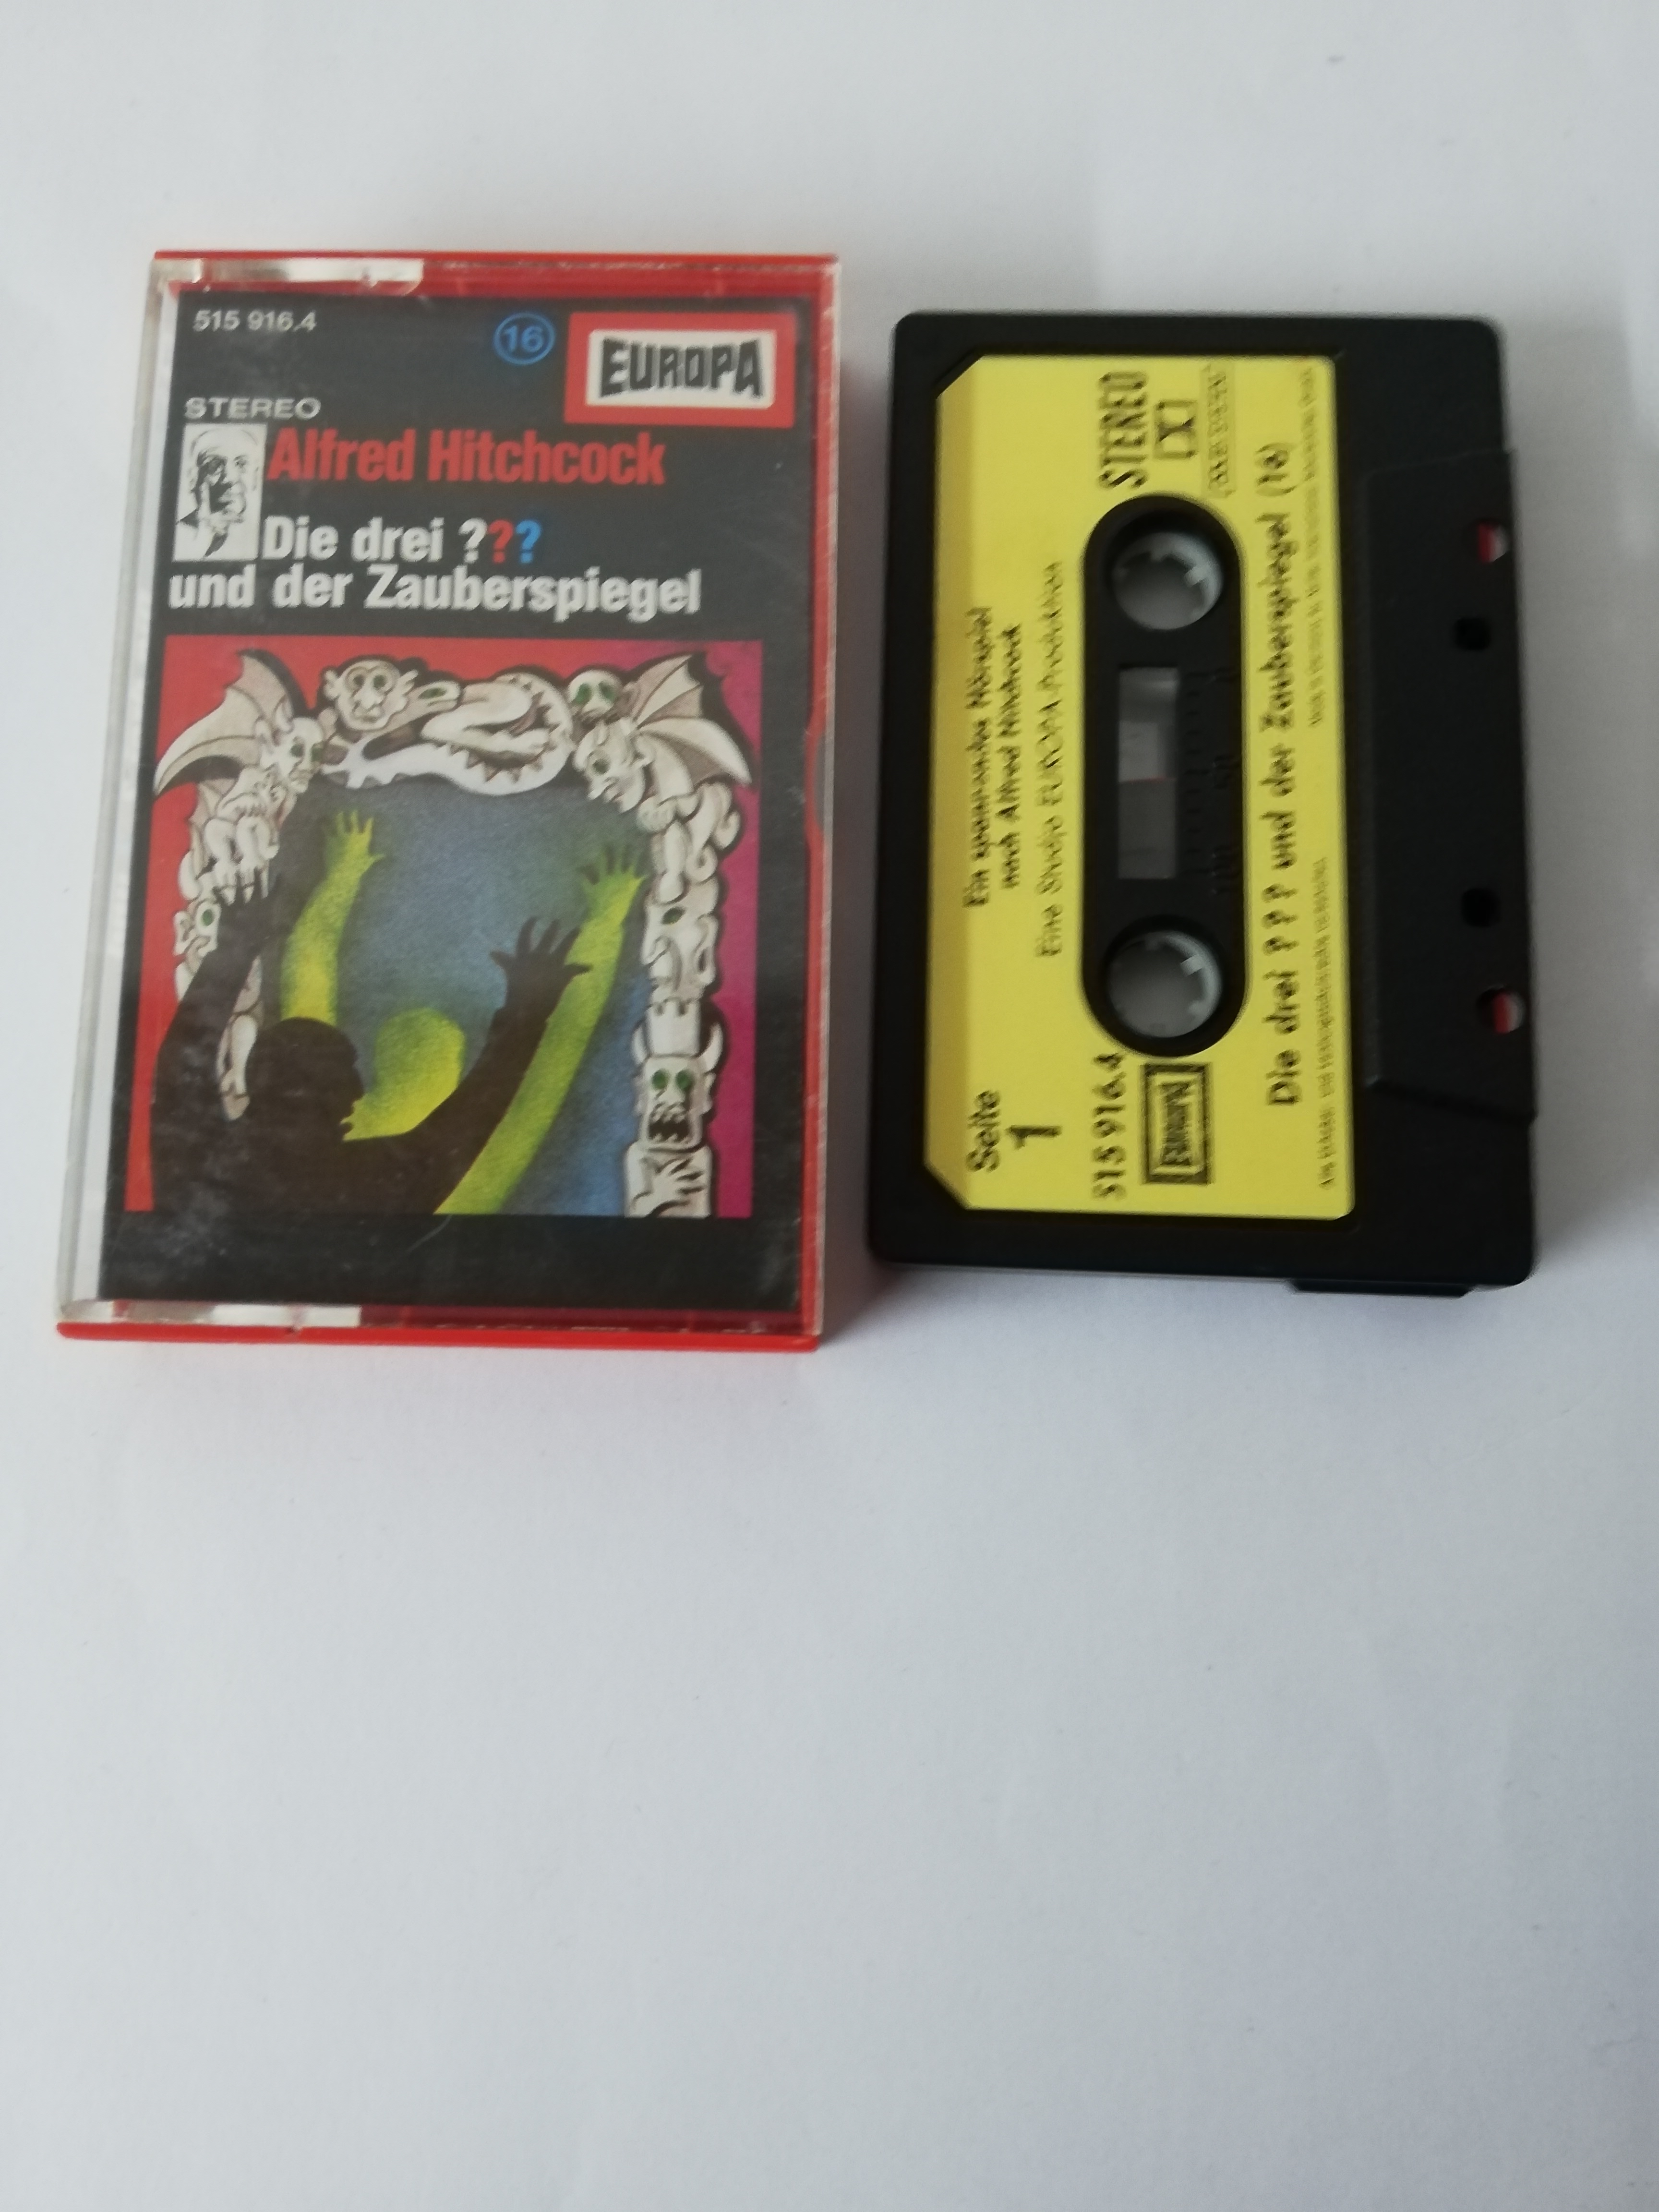 515 916.4
16
EUROPA
STEREO
Alfred Hitchcock
Die drei ???
und der Zauberspiegel
Ein spannendes Hörspiel
nach Alfred Hitchcock
Eine Studio EUROPA-Produktion
Seite
1
STEREO
515 916.4
EUROPA
Die drei ??? und der Zauberspiegel (16)